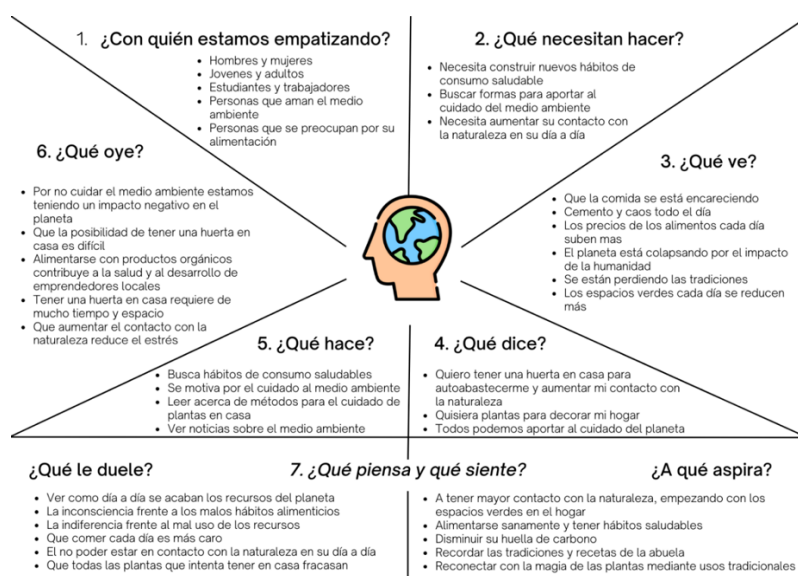 1. ¿Con quién estamos empatizando?
• Hombres y mujeres
• Jovenes y adultos
• Estudiantes y trabajadores
• Personas que aman el medio
ambiente
• Personas que se preocupan por su
alimentación
2. ¿Qué necesitan hacer?
• Necesita construir nuevos hábitos de
consumo saludable
• Buscar formas para aportar al
cuidado del medio ambiente
• Necesita aumentar su contacto con
la naturaleza en su día a día
3. ¿Qué ve?
• Que la comida se está encareciendo
• Cemento y caos todo el día
• Los precios de los alimentos cada día
suben mas
• El planeta está colapsando por el impacto
de la humanidad
• Se están perdiendo las tradiciones
• Los espacios verdes cada día se reducen
más
4. ¿Qué dice?
• Quiero tener una huerta en casa para
autoabastecerme y aumentar mi contacto con
la naturaleza
• Quisiera plantas para decorar mi hogar
• Todos podemos aportar al cuidado del planeta
5. ¿Qué hace?
• Busca hábitos de consumo saludables
• Se motiva por el cuidado al medio ambiente
• Leer acerca de métodos para el cuidado de
plantas en casa
• Ver noticias sobre el medio ambiente
6. ¿Qué oye?
• Por no cuidar el medio ambiente estamos
teniendo un impacto negativo en el
planeta
• Que la posibilidad de tener una huerta en
casa es difícil
• Alimentarse con productos orgánicos
contribuye a la salud y al desarrollo de
emprendedores locales
• Tener una huerta en casa requiere de
mucho tiempo y espacio
• Que aumentar el contacto con la
naturaleza reduce el estrés
7. ¿Qué piensa y qué siente?
¿Qué le duele?
• Ver como día a día se acaban los recursos del planeta
• La inconsciencia frente a los malos hábitos alimenticios
• La indiferencia frente al mal uso de los recursos
• Que comer cada día es más caro
• El no poder estar en contacto con la naturaleza en su día a día
• Que todas las plantas que intenta tener en casa fracasan
¿A qué aspira?
• A tener mayor contacto con la naturaleza, empezando con los
espacios verdes en el hogar
• Alimentarse sanamente y tener hábitos saludables
• Disminuir su huella de carbono
• Recordar las tradiciones y recetas de la abuela
• Reconectar con la magia de las plantas mediante usos tradicionales